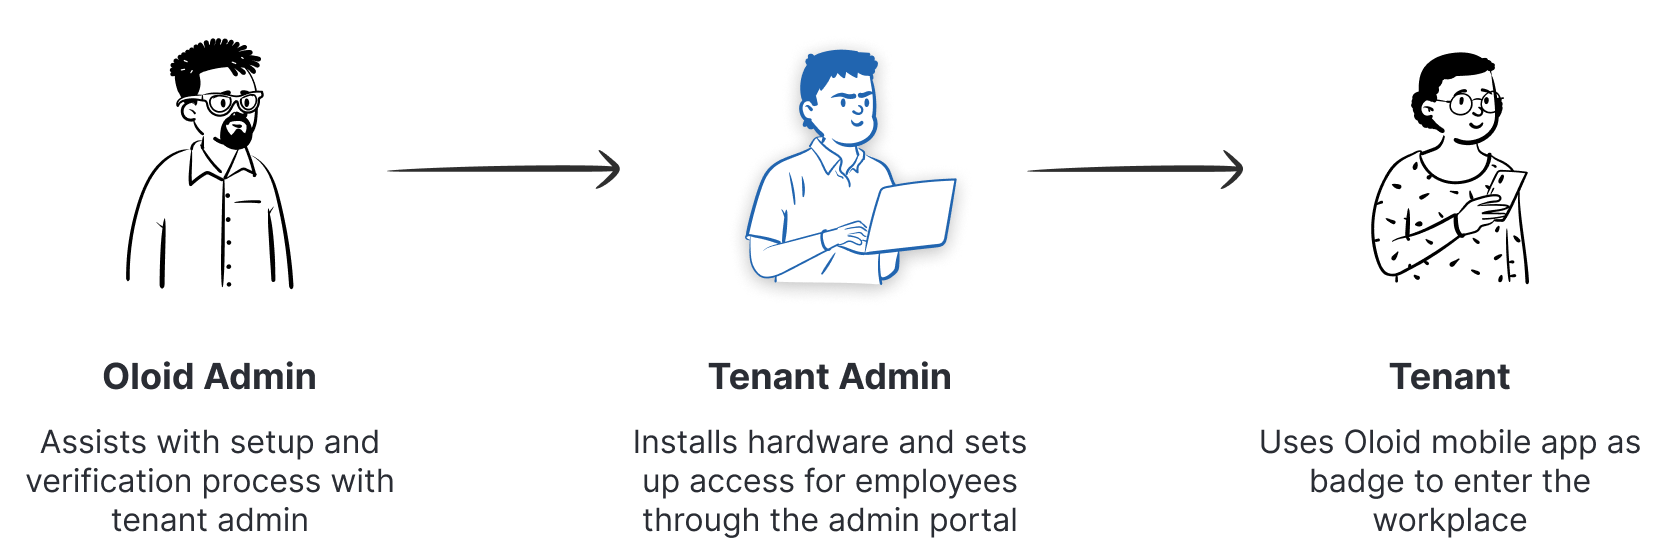 Oloid Admin
Assists with setup and
verification process with
tenant admin
Tenant Admin
Installs hardware and sets
up access for employees
through the admin portal
Tenant
Uses Oloid mobile app as
badge to enter the
workplace